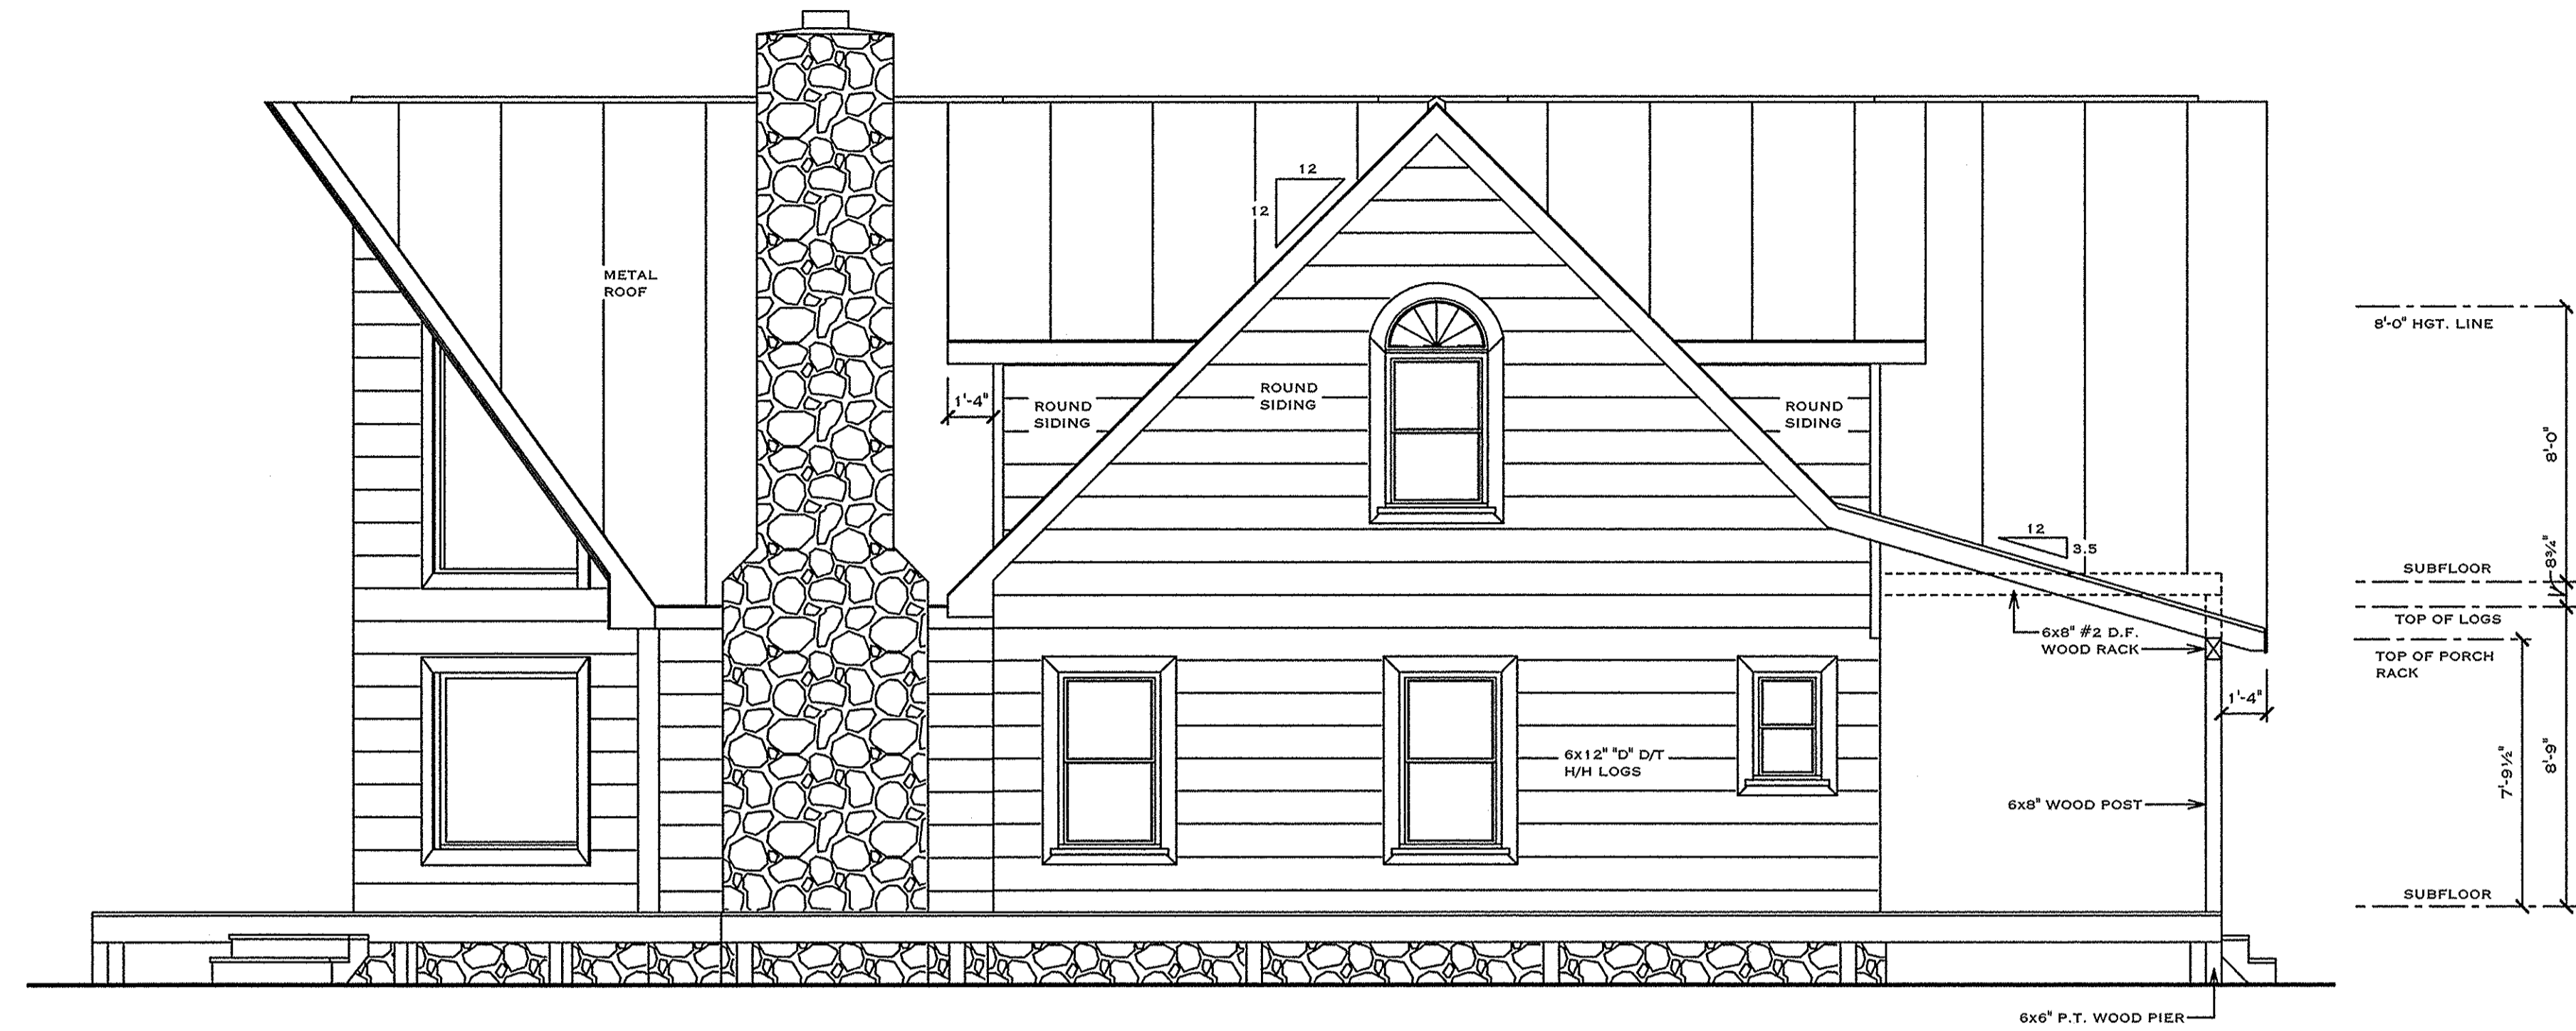 12
12
METAL
ROOF
8'-0" HGT. LINE
1'-4"
ROUND
SIDING
ROUND
SIDING
ROUND
SIDING
8'-0"
12
3.5
8¾"
SUBFLOOR
TOP OF LOGS
6x8" #2 D.F.
WOOD RACK
TOP OF PORCH
RACK
1'-4"
6x12" "D" D/T
H/H LOGS
7'-9½"
8'-9"
6x8" WOOD POST
SUBFLOOR
6x6" P.T. WOOD PIER